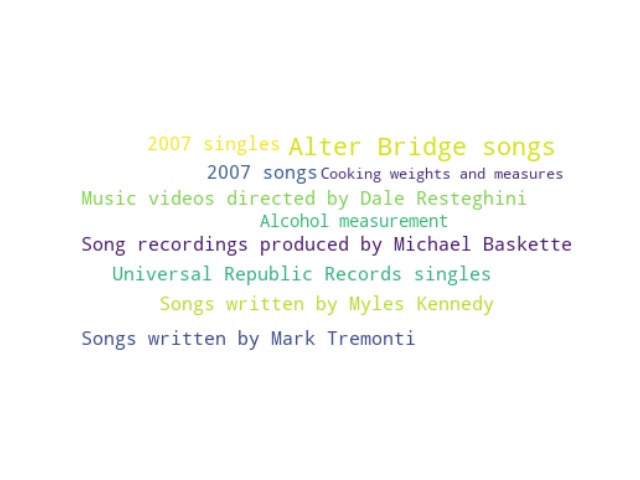 2007 singles Alter Bridge songs
2007 songs Cooking weights and measures
Music videos directed by Dale Resteghini
Alcohol measurement
Song recordings produced by Michael Baskette
Universal Republic Records singles
Songs written by Myles Kennedy
Songs written by Mark Tremonti